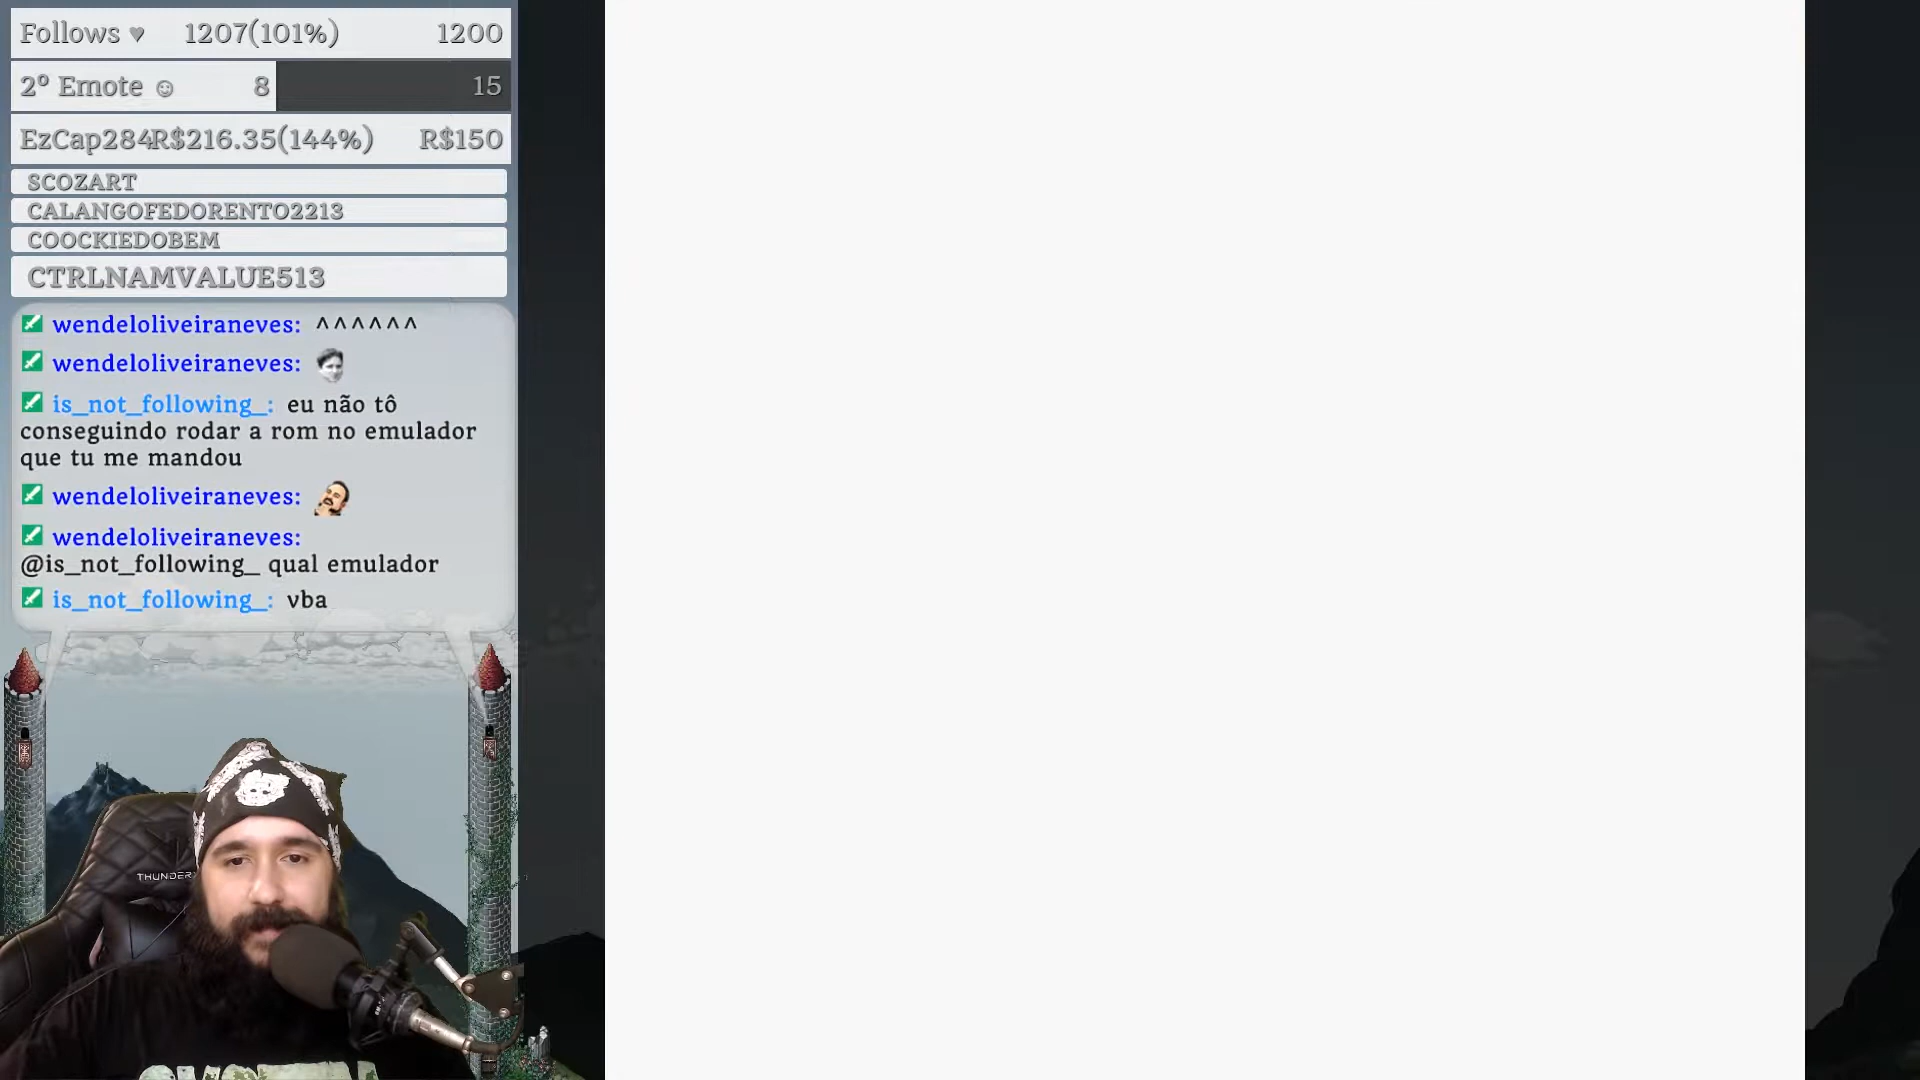 Follows ♥ 1207(101%) 1200
2º Emote ☺ 8 15
EzCap284R$216.35(144%) R$150
SCOZART
CALANGOFEDORENTO2213
COOCKIEDOBEM
CTRLNAMVALUE513
wendeloliveiraneves: ^^^^^^
wendeloliveiraneves:
is_not_following_: eu não tô
conseguindo rodar a rom no emulador
que tu me mandou
wendeloliveiraneves:
wendeloliveiraneves:
@is_not_following_ qual emulador
is_not_following_: vba
THUNDER